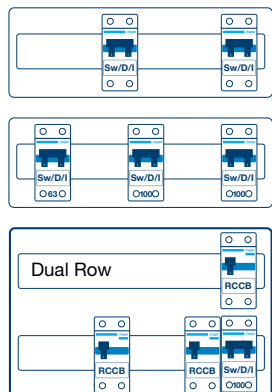 Sw/D/I Sw/D/I
Sw/D/I Sw/D/I Sw/D/I
63 100 100
Dual Row
RCCB
RCCB RCCB Sw/D/I
100